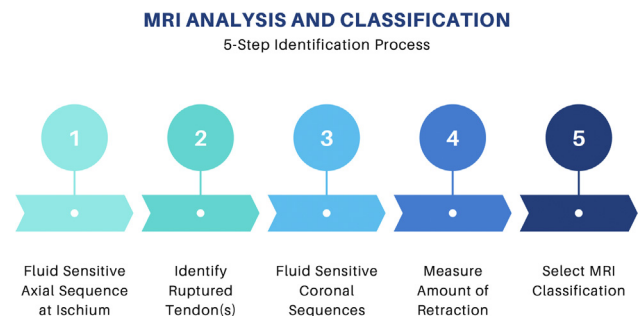 MRI ANALYSIS AND CLASSIFICATION
5-Step Identification Process
1
2
3
4
5
Fluid Sensitive
Axial Sequence
at Ischium
Identify
Ruptured
Tendon(s)
Fluid Sensitive
Coronal
Sequences
Measure
Amount of
Retraction
Select MRI
Classification